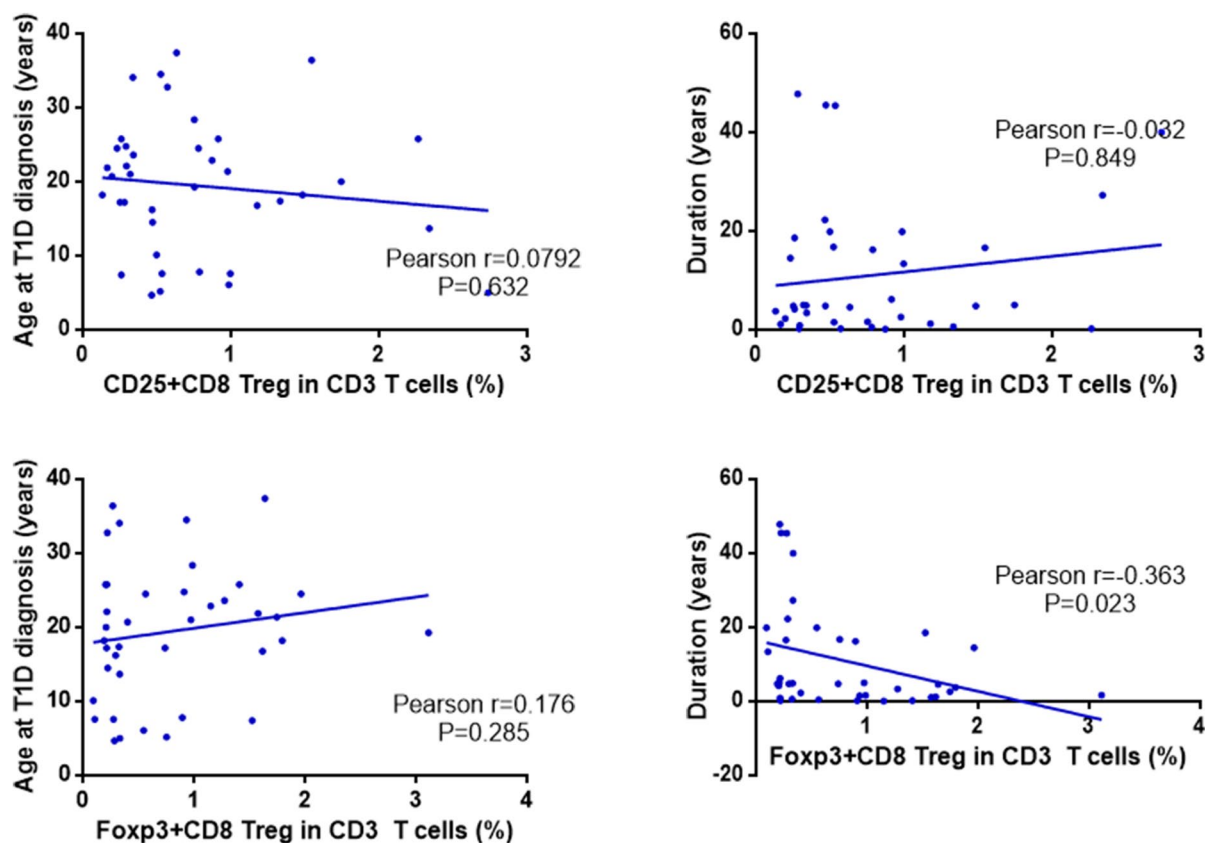 Age at T1D diagnosis (years)
40
30
20
10
0
Pearson r=0.0792
P=0.632
0 1 2 3
CD25+CD8 Treg in CD3 T cells (%)
Duration (years)
60
40
20
0
Pearson r=-0.032
P=0.849
0 1 2 3
CD25+CD8 Treg in CD3 T cells (%)
Age at T1D diagnosis (years)
40
30
20
10
0
Pearson r=0.176
P=0.285
0 1 2 3 4
Foxp3+CD8 Treg in CD3 T cells (%)
Duration (years)
60
40
20
0
-20
Pearson r=-0.363
P=0.023
1 2 3 4
Foxp3+CD8 Treg in CD3 T cells (%)